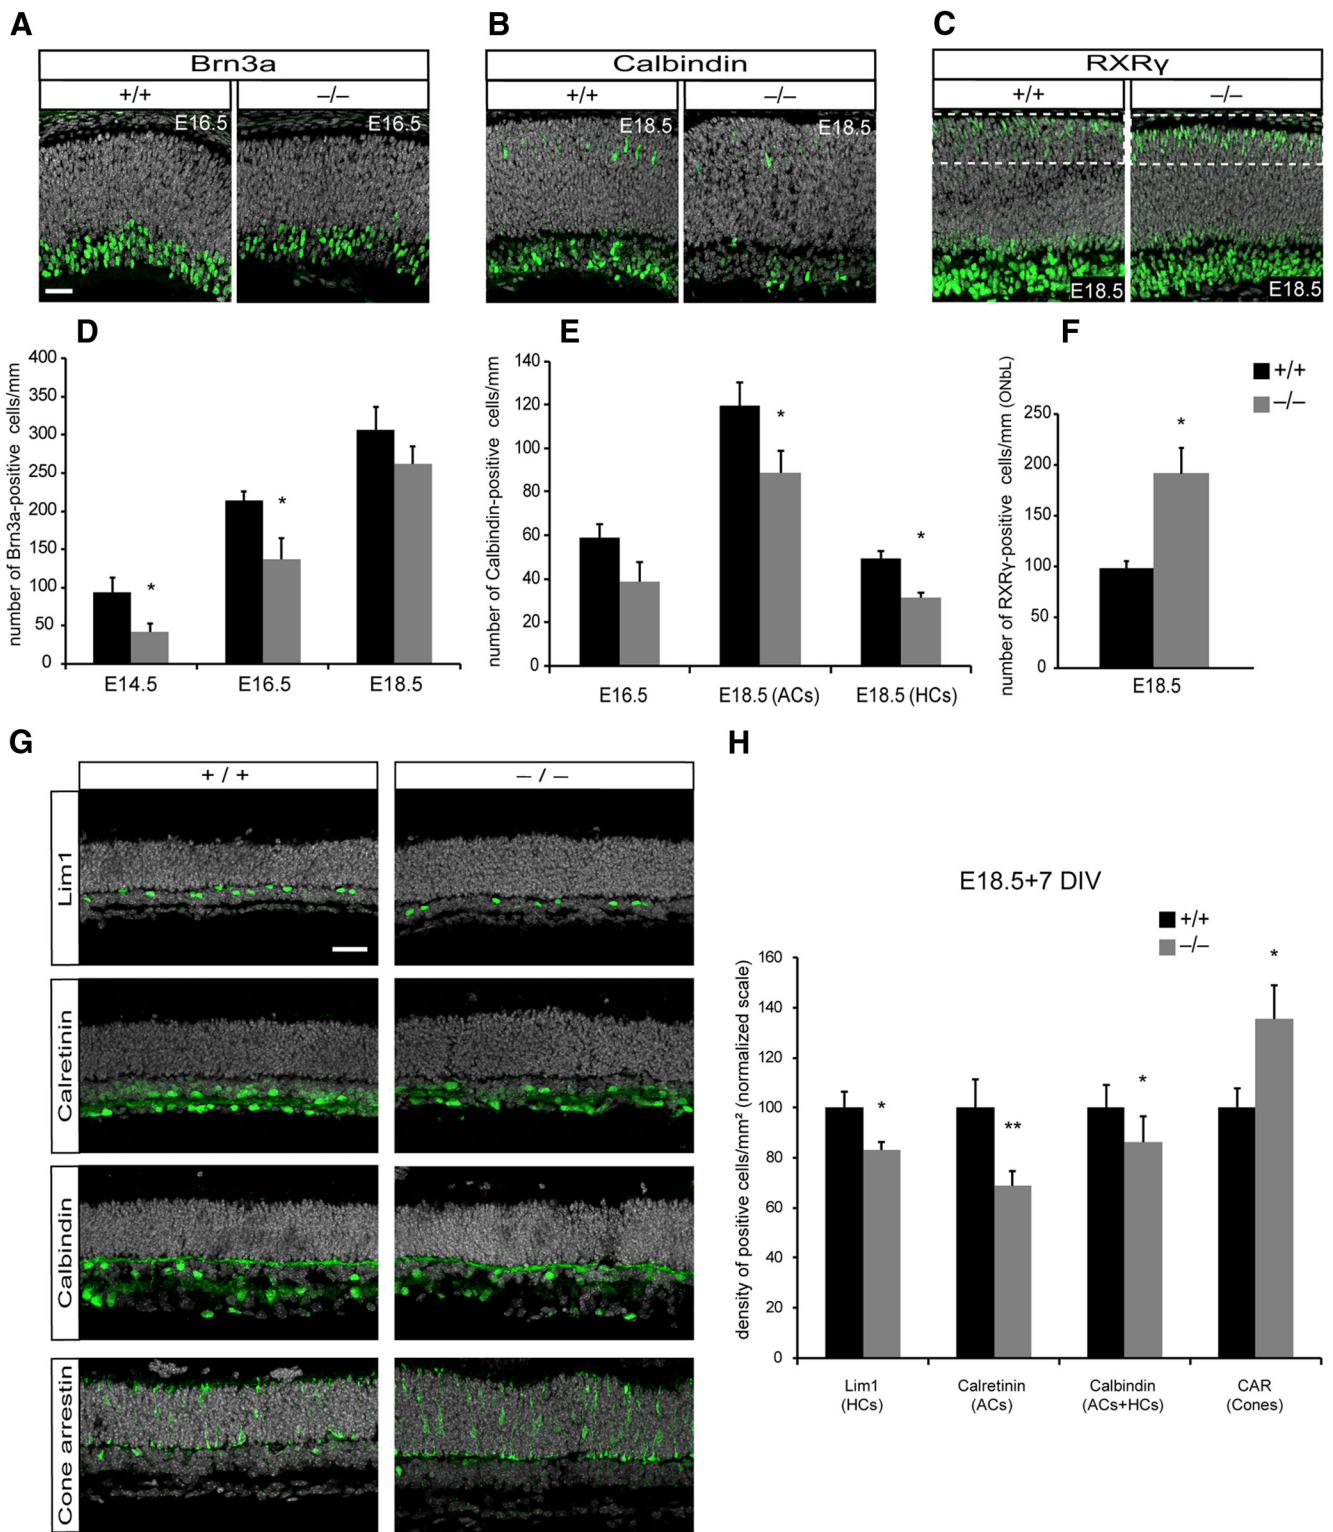 A
B
C
Brn3a
+/+
–/–
E16.5
E16.5
Calbindin
+/+
–/–
E18.5
E18.5
RXRγ
+/+
–/–
E18.5
E18.5
D
number of Brn3a-positive cells/mm
400
350
300
250
200
150
100
50
0
*
*
E14.5
E16.5
E18.5
E
number of Calbindin-positive cells/mm
140
120
100
80
60
40
20
0
*
*
E16.5
E18.5 (ACs)
E18.5 (HCs)
F
+/+
–/–
number of RXRγ-positive cells/mm (ONbL)
250
200
150
100
50
0
*
E18.5
G
+ / +
– / –
Lim1
Calretinin
Calbindin
Cone arrestin
H
E18.5+7 DIV
+/+
–/–
density of positive cells/mm² (normalized scale)
160
140
120
100
80
60
40
20
0
*
**
*
*
Lim1
(HCs)
Calretinin
(ACs)
Calbindin
(ACs+HCs)
CAR
(Cones)